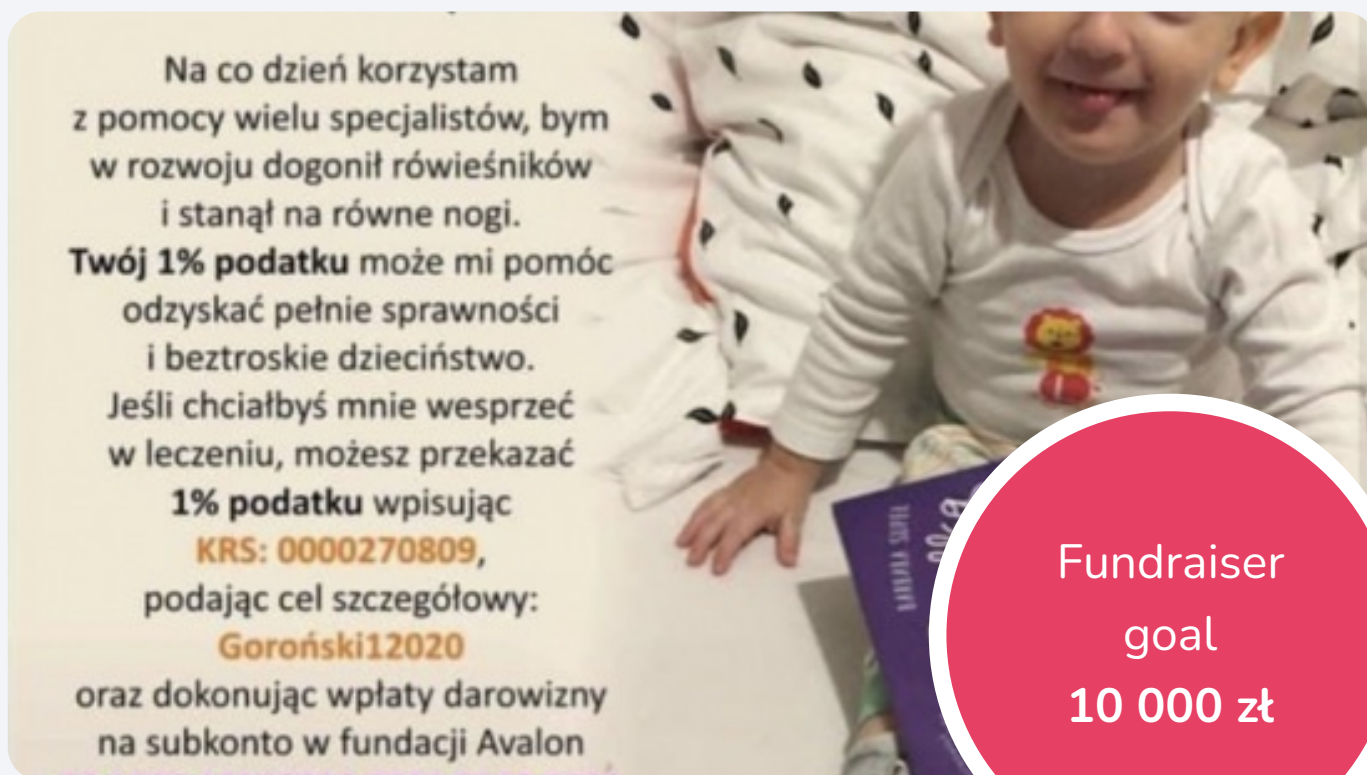 Na co dzień korzystam
z pomocy wielu specjalistów, bym
w rozwoju dogonił rówieśników
i stanął na równe nogi.
Twój 1% podatku może mi pomóc
odzyskać pełnie sprawności
i beztroskie dzieciństwo.
Jeśli chciałbyś mnie wesprzeć
w leczeniu, możesz przekazać
1% podatku wpisując
KRS: 0000270809,
podając cel szczegółowy:
Goroński12020
oraz dokonując wpłaty darowizny
na subkonto w fundacji Avalon
BARBARA SUPEŁ
Fundraiser
goal
10 000 zł